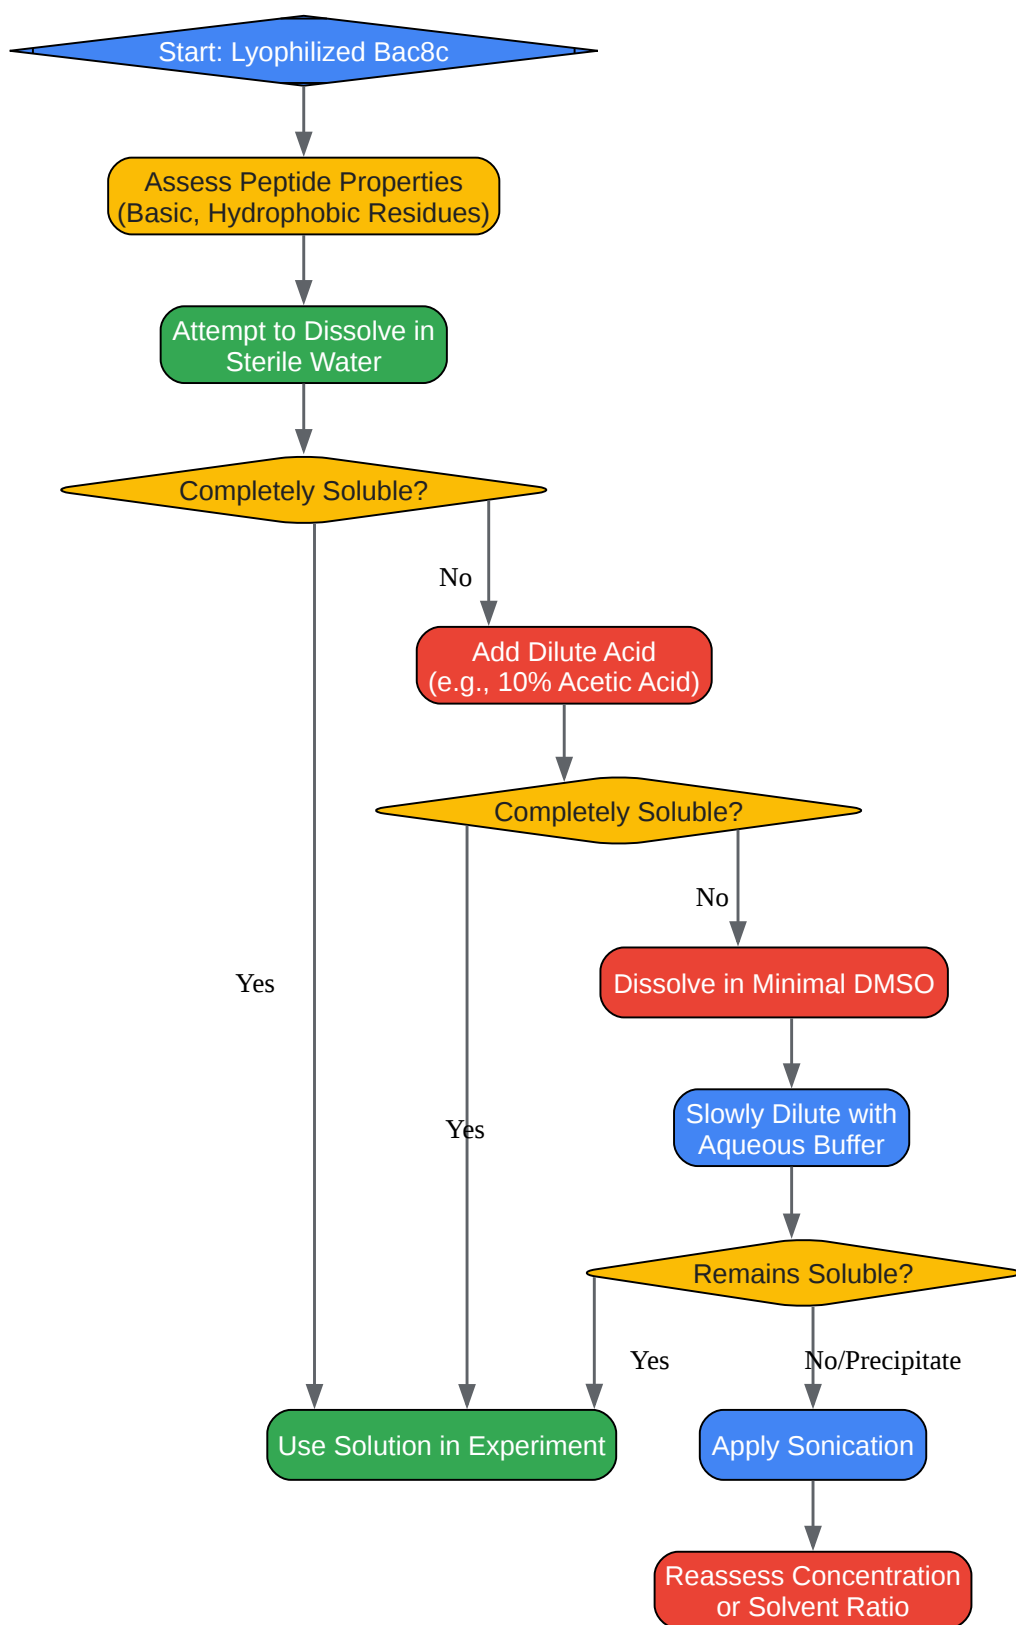 Start: Lyophilized Bac8c
Assess Peptide Properties
(Basic, Hydrophobic Residues)
Attempt to Dissolve in
Sterile Water
Completely Soluble?
No
Add Dilute Acid
(e.g., 10% Acetic Acid)
Completely Soluble?
No
Yes
Dissolve in Minimal DMSO
Slowly Dilute with
Aqueous Buffer
Yes
Remains Soluble?
Yes
No/Precipitate
Use Solution in Experiment
Apply Sonication
Reassess Concentration
or Solvent Ratio